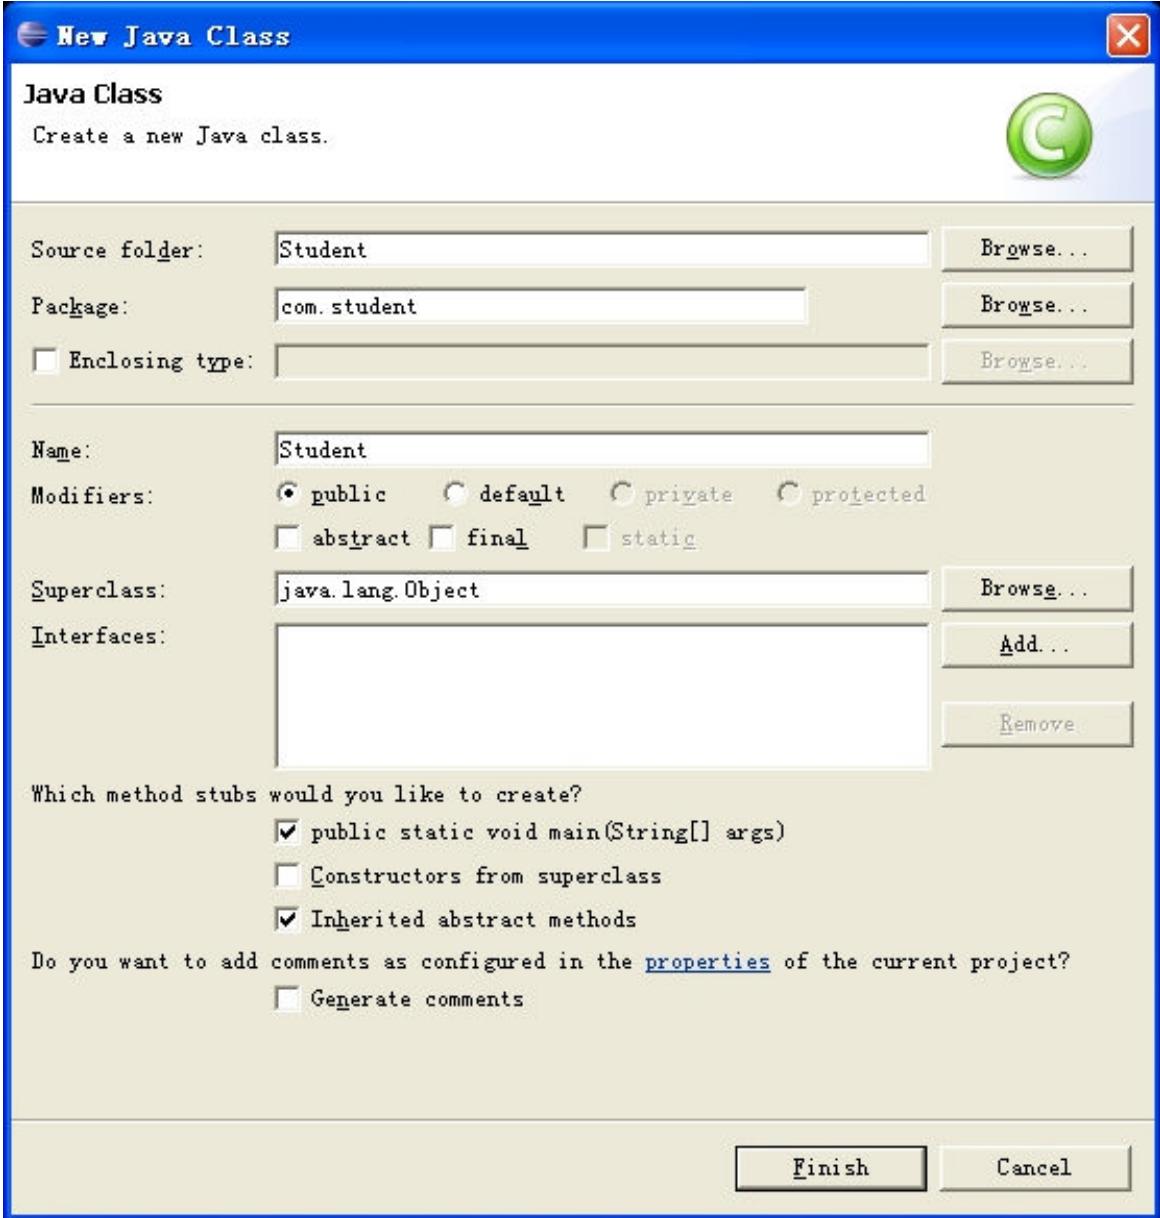 New Java Class
Java Class
Create a new Java class.
Source folder: Student Browse...
Package: com.student Browse...
Enclosing type: Browse...
Name: Student
Modifiers: public default private protected
abstract final static
Superclass: java.lang.Object Browse...
Interfaces: Add...
Remove
Which method stubs would you like to create?
public static void main(String[] args)
Constructors from superclass
Inherited abstract methods
Do you want to add comments as configured in the properties of the current project?
Generate comments
Finish Cancel